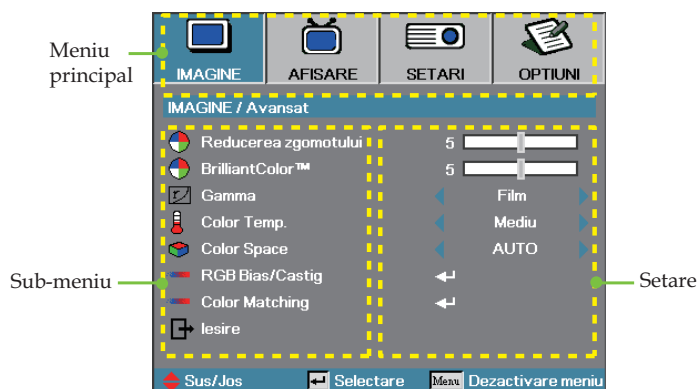 Meniu
principal
IMAGINE AFISARE SETARI OPTIUNI
IMAGINE / Avansat
Reducerea zgomotului 5
BrilliantColor™ 5
Gamma Film
Color Temp. Mediu
Color Space AUTO
Sub-meniu RGB Bias/Castig Setare
Color Matching
Iesire
Sus/Jos Selectare Menu Dezactivare meniu